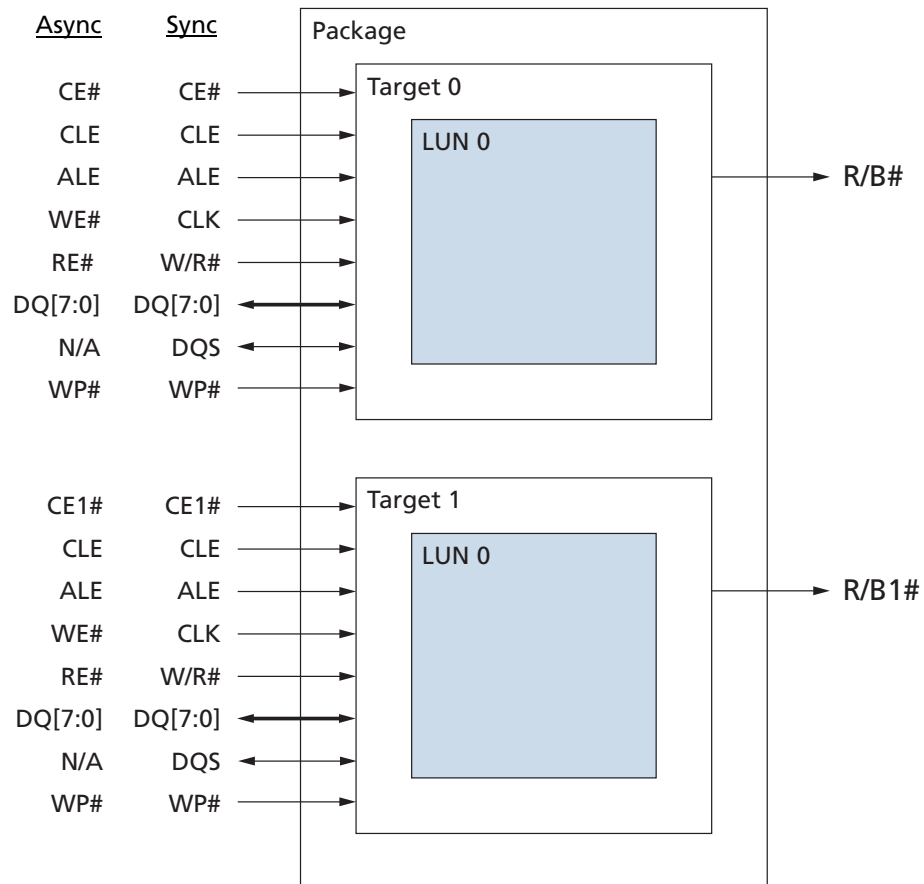 Async Sync
Package
CE# CE#
Target 0
CLE CLE
LUN 0
ALE ALE
R/B#
WE# CLK
RE# W/R#
DQ[7:0] DQ[7:0]
N/A DQS
WP# WP#
CE1# CE1#
Target 1
CLE CLE
LUN 0
ALE ALE
R/B1#
WE# CLK
RE# W/R#
DQ[7:0] DQ[7:0]
N/A DQS
WP# WP#